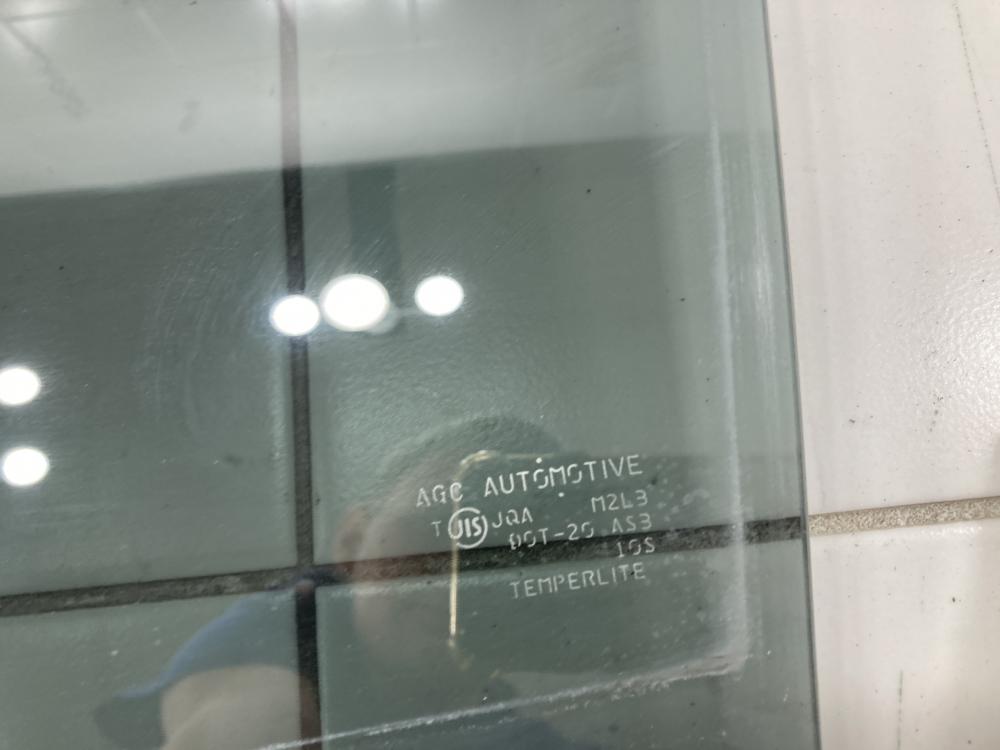 AGC AUTOMOTIVE
T JIS JQA M2L3
DOT-20 AS3
10S
TEMPERLITE